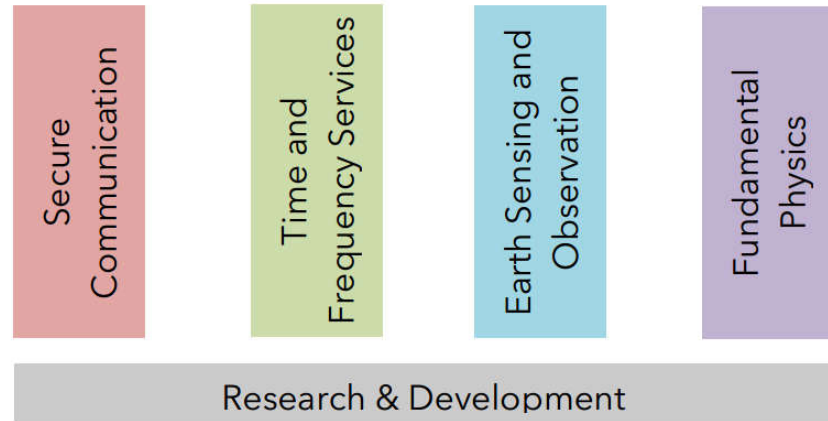 Secure
Communication
Time and
Frequency Services
Earth Sensing and
Observation
Fundamental
Physics
Research & Development